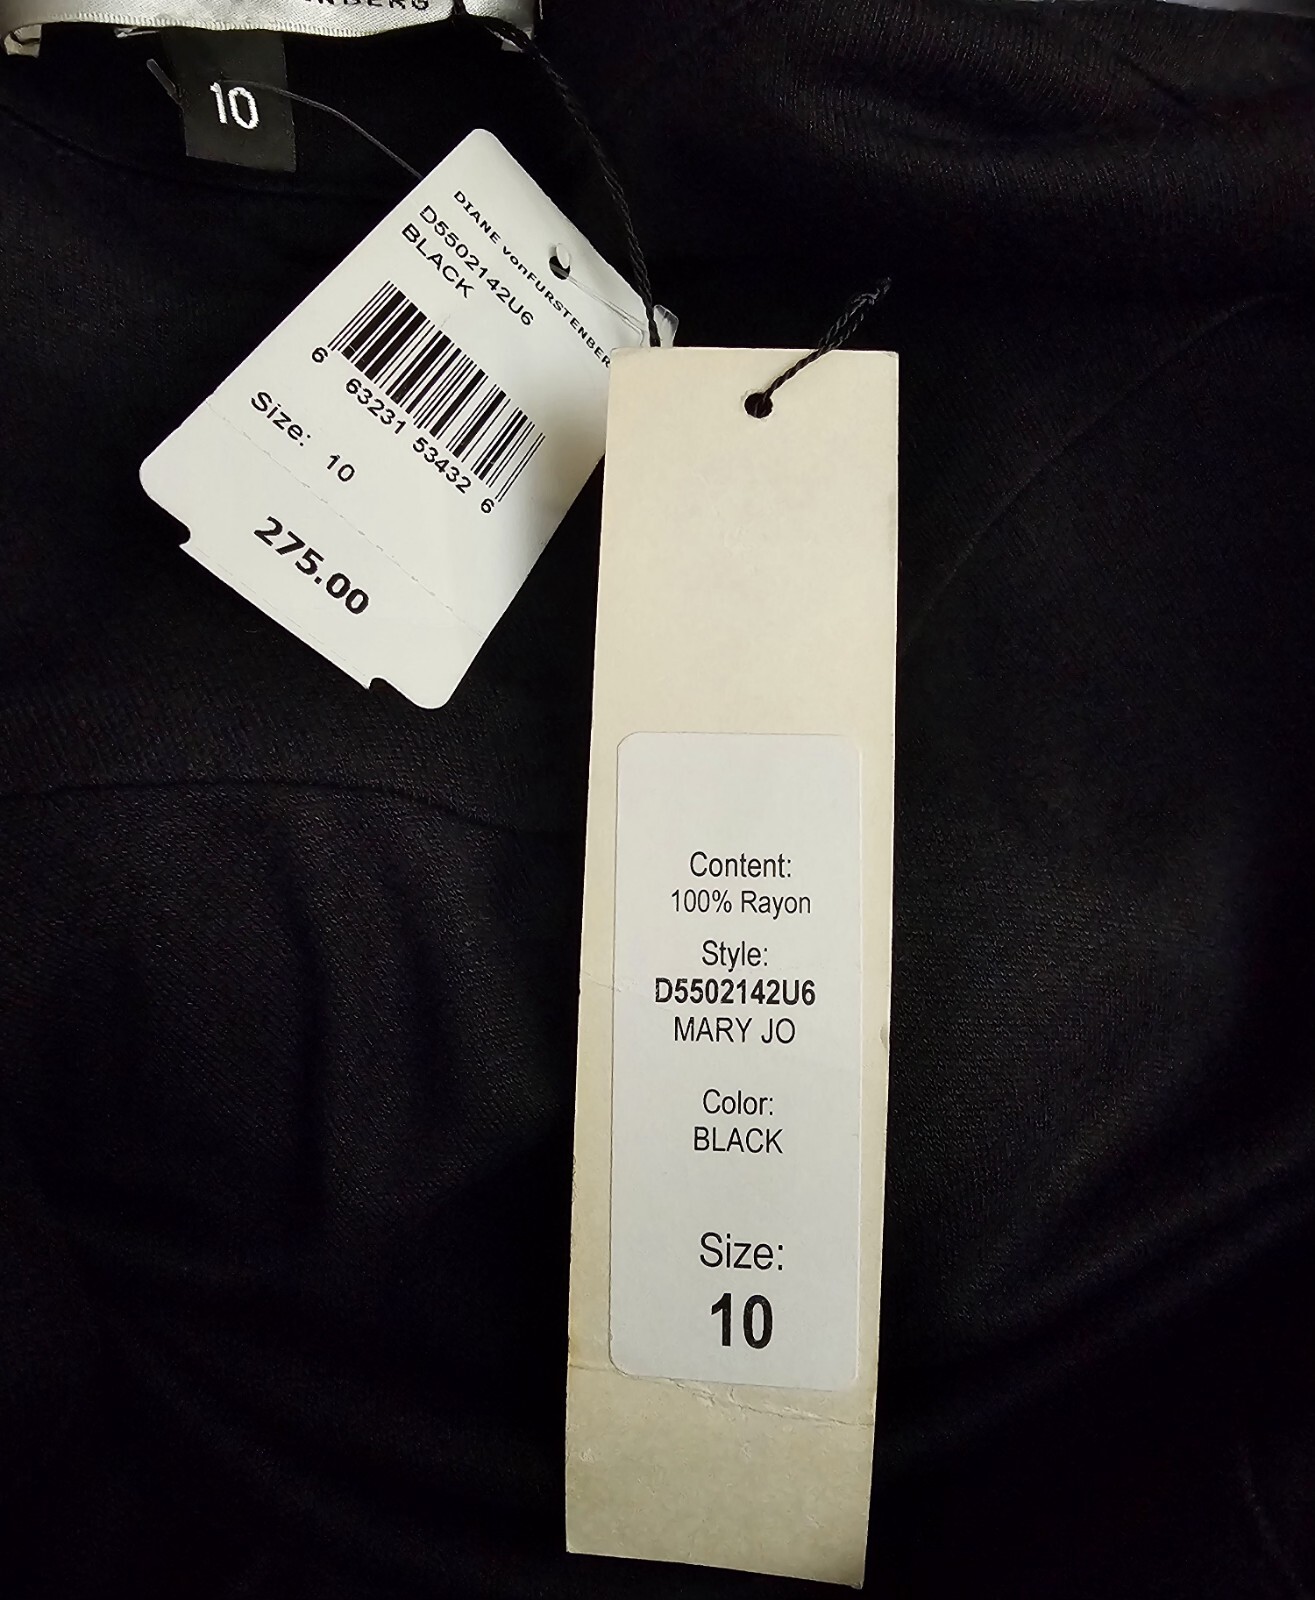 10
DIANE vonFURSTENBER
D5502142U6
BLACK
6 63231 53432 6
Size: 10
275.00
Content:
100% Rayon
Style:
D5502142U6
MARY JO
Color:
BLACK
Size:
10